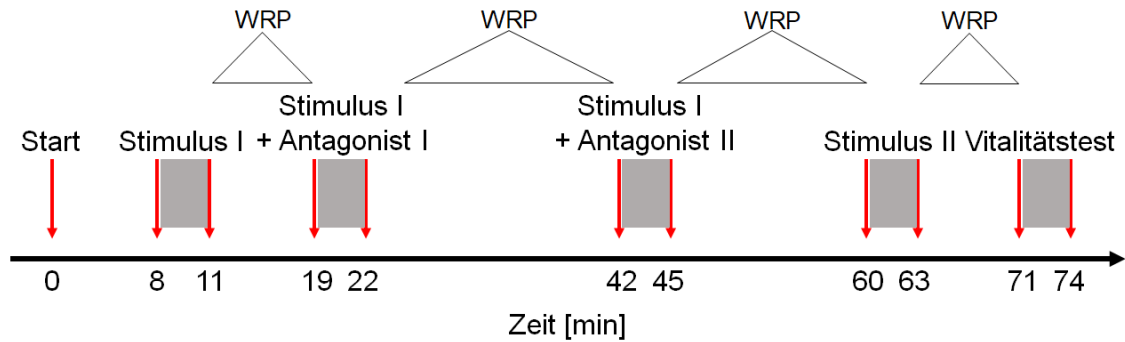 WRP WRP WRP WRP
Start
Stimulus I
Stimulus I
+ Antagonist I
Stimulus I
+ Antagonist II
Stimulus II
Vitalitätstest
0 8 11 19 22 42 45 60 63 71 74
Zeit [min]